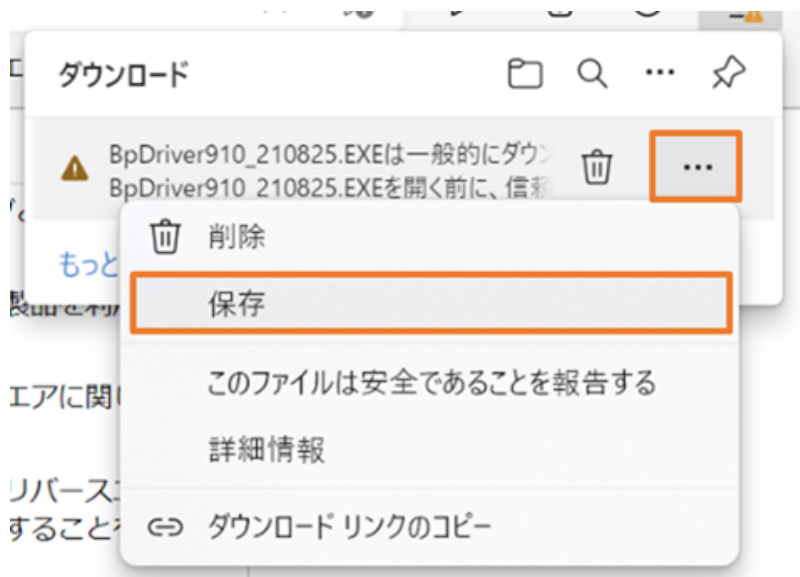 ダウンロード
BpDriver910_210825.EXEは一般的にダウ
BpDriver910_210825.EXEを開く前に、信頼
もっと
削除
保存
このファイルは安全であることを報告する
詳細情報
ダウンロード リンクのコピー
エアに関
リバースエ
することを